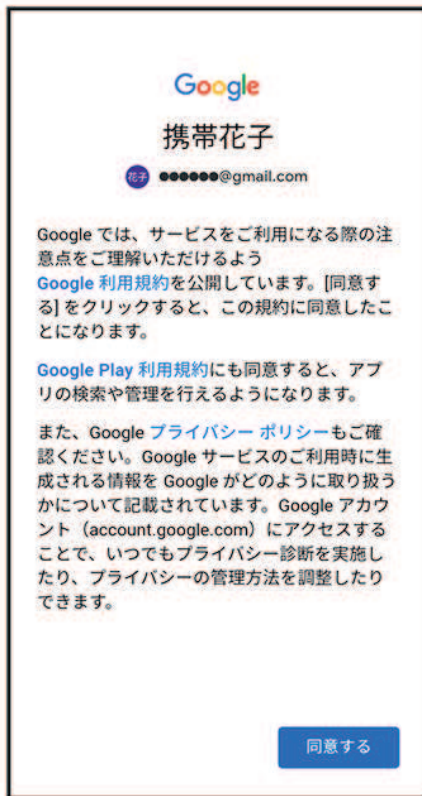 Google
携帯花子
花子 ●●●●●●@gmail.com
Google では、サービスをご利用になる際の注
意点をご理解いただけるよう
Google 利用規約を公開しています。[同意す
る] をクリックすると、この規約に同意したこ
とになります。
Google Play 利用規約にも同意すると、アプ
リの検索や管理を行えるようになります。
また、Google プライバシー ポリシーもご確
認ください。Google サービスのご利用時に生
成される情報を Google がどのように取り扱う
かについて記載されています。Google アカウ
ント（account.google.com）にアクセスする
ことで、いつでもプライバシー診断を実施し
たり、プライバシーの管理方法を調整したり
できます。
同意する